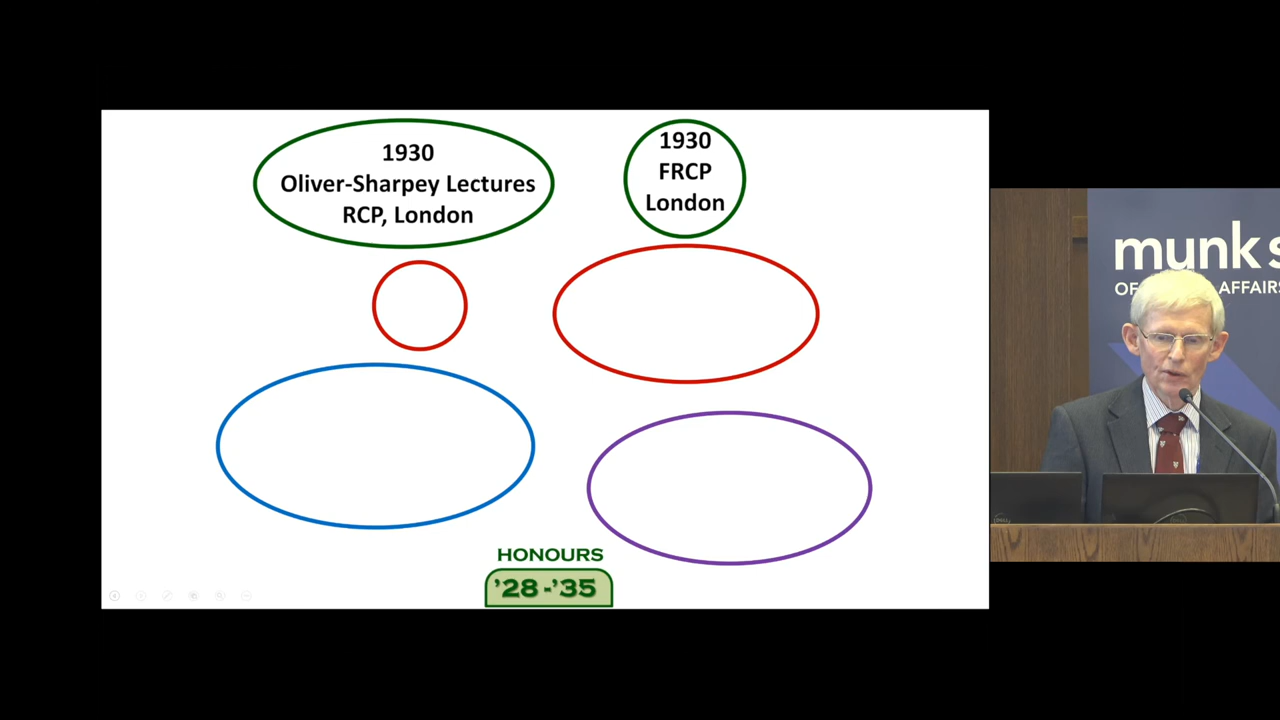 1930
Oliver-Sharpey Lectures
RCP, London
1930
FRCP
London
HONOURS
’28 - ’35
munk s
OF
AFFAIRS